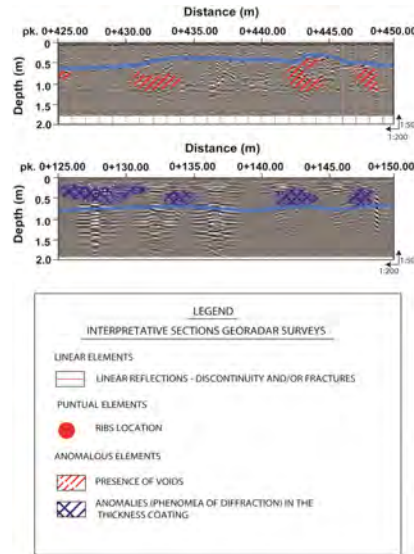 Distance (m)
pk. 0+425.00 0+430.00 0+435.00 0+440.00 0+445.00 0+450.00
Depth (m)
0
0.5
1.0
1.5
2.0
1:50
1:200
Distance (m)
pk. 0+125.00 0+130.00 0+135.00 0+140.00 0+145.00 0+150.00
Depth (m)
0
0.5
1.0
1.5
2.0
1:50
1:200
LEGEND
INTERPRETATIVE SECTIONS GEORADAR SURVEYS
LINEAR ELEMENTS
LINEAR REFLECTIONS - DISCONTINUITY AND/OR FRACTURES
PUNTUAL ELEMENTS
RIBS LOCATION
ANOMALOUS ELEMENTS
PRESENCE OF VOIDS
ANOMALIES (PHENOMEA OF DIFFRACTION) IN THE
THICKNESS COATING